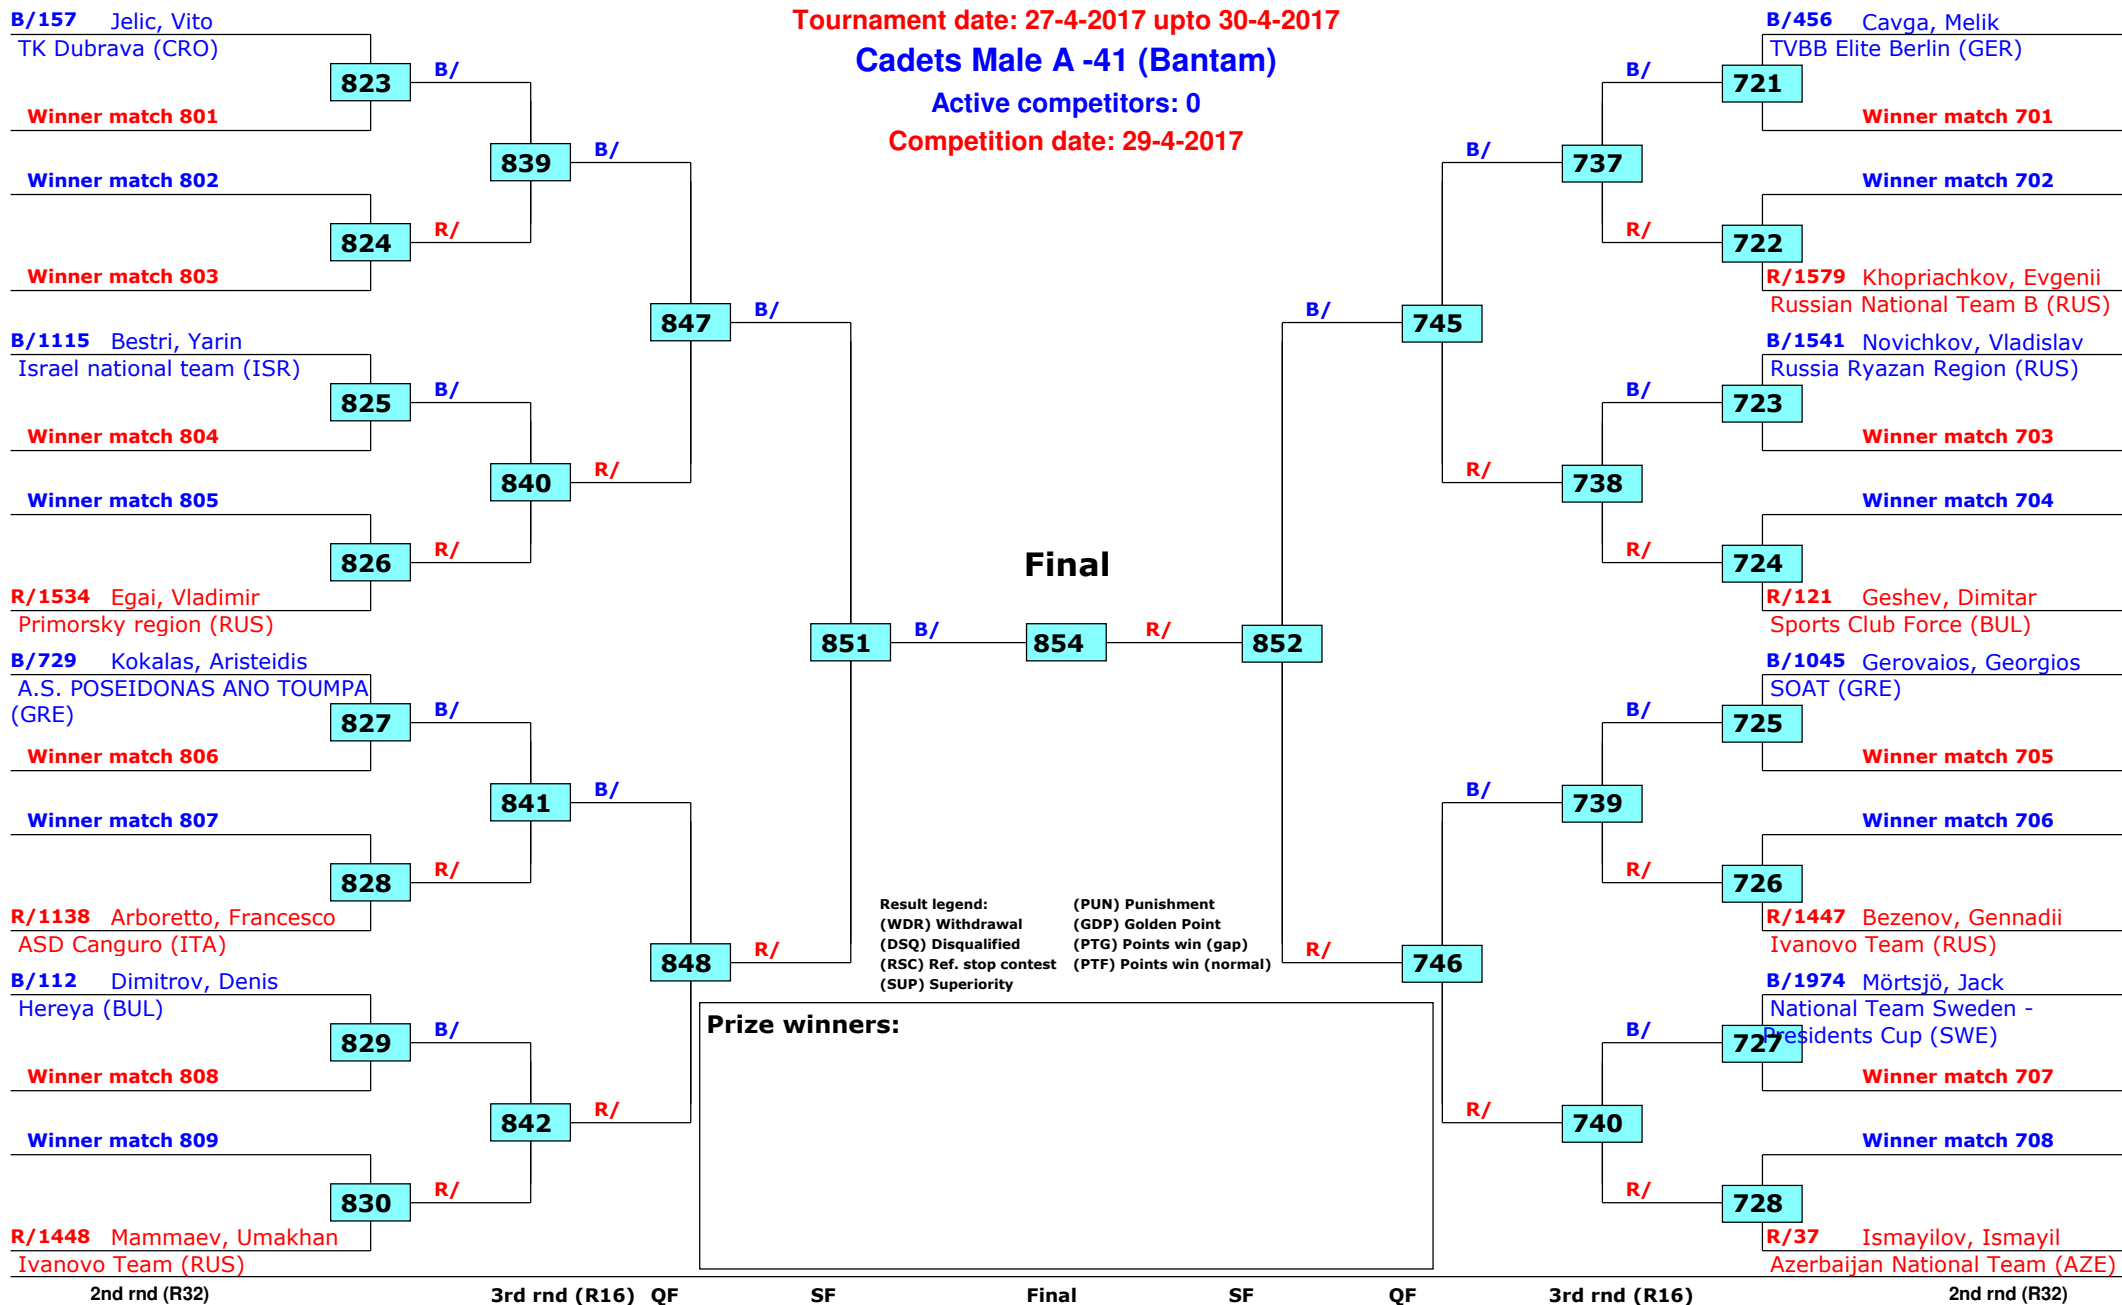 Tournament date: 27-4-2017 upto 30-4-2017
Cadets Male A -41 (Bantam)
Active competitors: 0
Competition date: 29-4-2017
B/157 Jelic, Vito
TK Dubrava (CRO)
823
B/
Winner match 801
839
B/
Winner match 802
824
R/
Winner match 803
847
B/
B/1115 Bestri, Yarin
Israel national team (ISR)
825
B/
Winner match 804
840
R/
Winner match 805
826
R/
R/1534 Egai, Vladimir
Primorsky region (RUS)
851
B/
B/729 Kokalas, Aristeidis
A.S. POSEIDONAS ANO TOUMPA
(GRE)
827
B/
Winner match 806
841
B/
Winner match 807
828
R/
R/1138 Arboretto, Francesco
ASD Canguro (ITA)
848
R/
B/112 Dimitrov, Denis
Hereya (BUL)
829
B/
Winner match 808
842
R/
Winner match 809
830
R/
R/1448 Mammaev, Umakhan
Ivanovo Team (RUS)
Final
854
R/
852
B/456 Cavga, Melik
TVBB Elite Berlin (GER)
B/
721
Winner match 701
B/
737
Winner match 702
R/
722
R/1579 Khopriachkov, Evgenii
Russian National Team B (RUS)
B/
745
B/1541 Novichkov, Vladislav
Russia Ryazan Region (RUS)
B/
723
Winner match 703
R/
738
Winner match 704
R/
724
R/121 Geshev, Dimitar
Sports Club Force (BUL)
B/1045 Gerovaios, Georgios
SOAT (GRE)
B/
725
Winner match 705
B/
739
Winner match 706
R/
726
R/1447 Bezenov, Gennadii
Ivanovo Team (RUS)
R/
746
B/1974 Mörtsjö, Jack
National Team Sweden -
Presidents Cup (SWE)
B/
727
Winner match 707
R/
740
Winner match 708
R/
728
R/37 Ismayilov, Ismayil
Azerbaijan National Team (AZE)
Result legend: (PUN) Punishment
(WDR) Withdrawal (GDP) Golden Point
(DSQ) Disqualified (PTG) Points win (gap)
(RSC) Ref. stop contest (PTF) Points win (normal)
(SUP) Superiority
Prize winners:
2nd rnd (R32) 3rd rnd (R16) QF SF Final SF QF 3rd rnd (R16) 2nd rnd (R32)